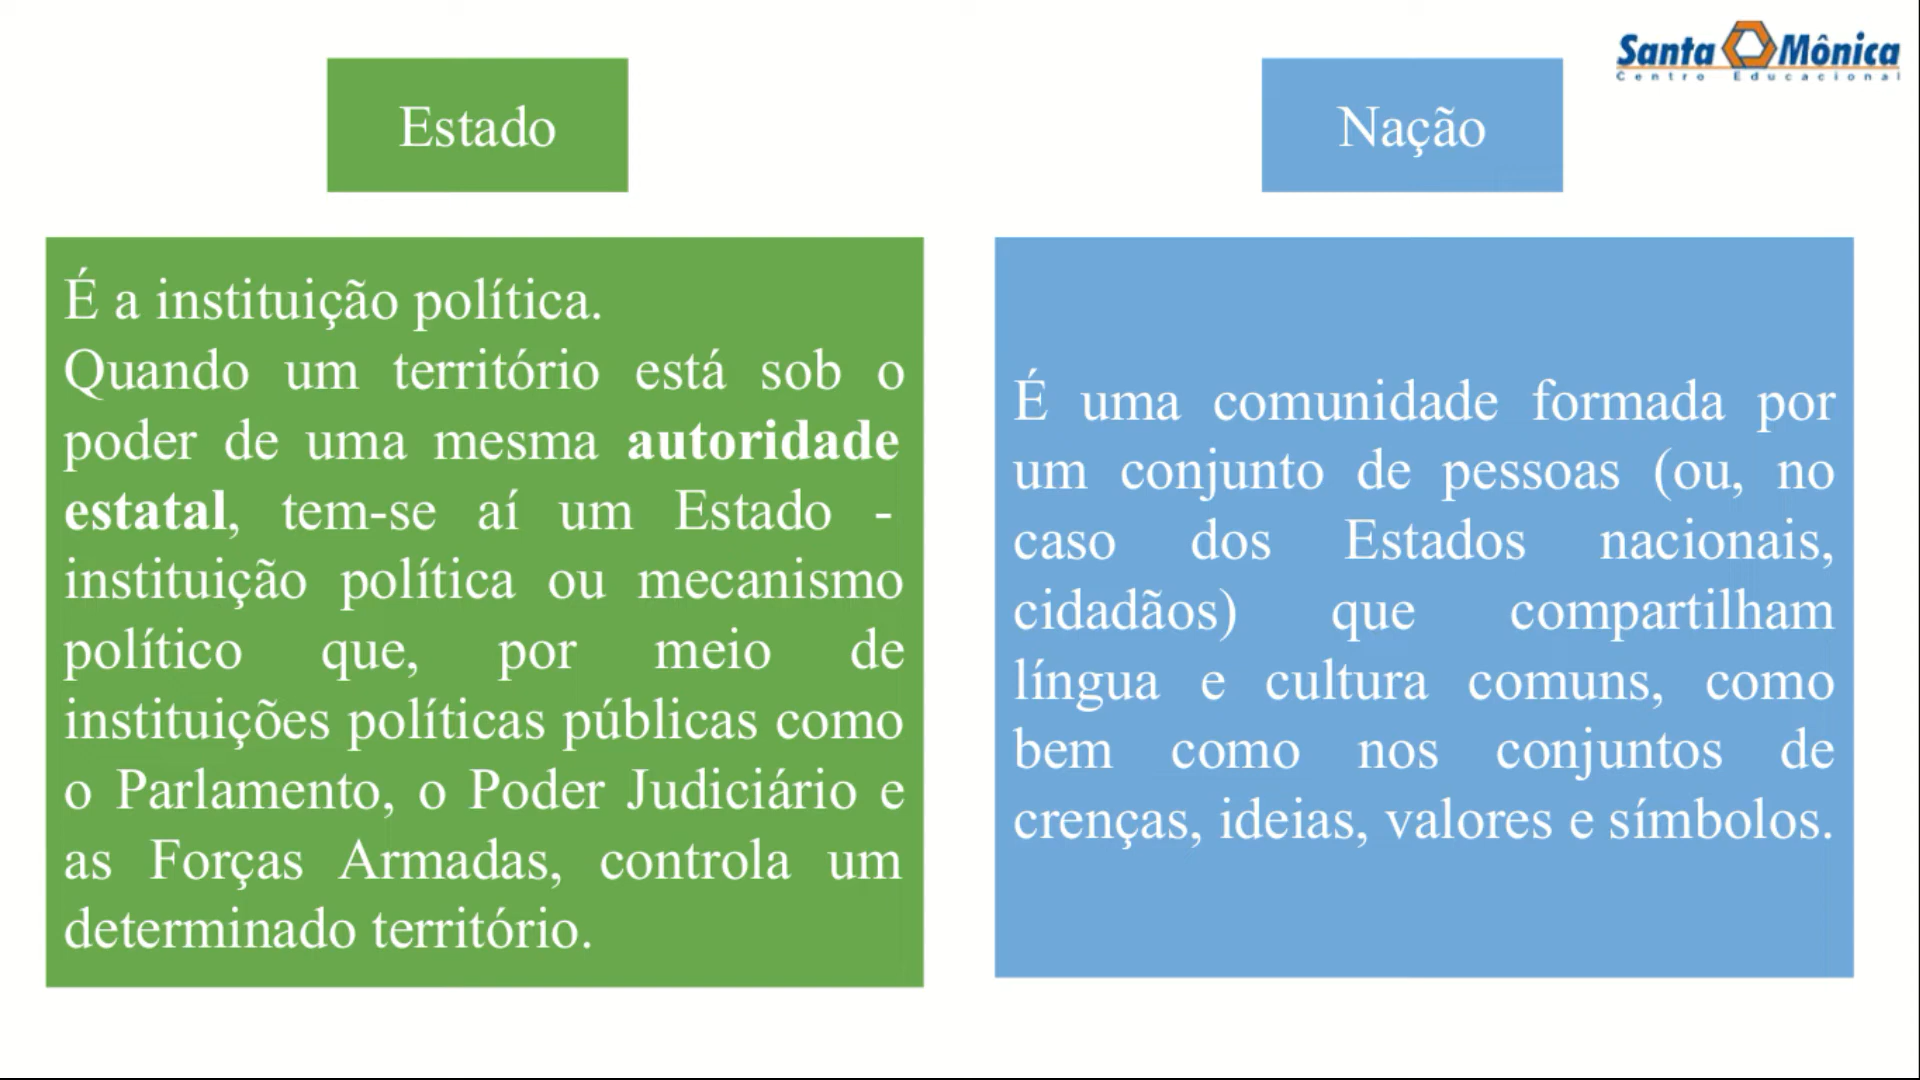 Santa Mônica
Centro Educacional
Estado
Nação
É a instituição política.
Quando um território está sob o
poder de uma mesma autoridade
estatal, tem-se aí um Estado -
instituição política ou mecanismo
político que, por meio de
instituições políticas públicas como
o Parlamento, o Poder Judiciário e
as Forças Armadas, controla um
determinado território.
É uma comunidade formada por
um conjunto de pessoas (ou, no
caso dos Estados nacionais,
cidadãos) que compartilham
língua e cultura comuns, como
bem como nos conjuntos de
crenças, ideias, valores e símbolos.